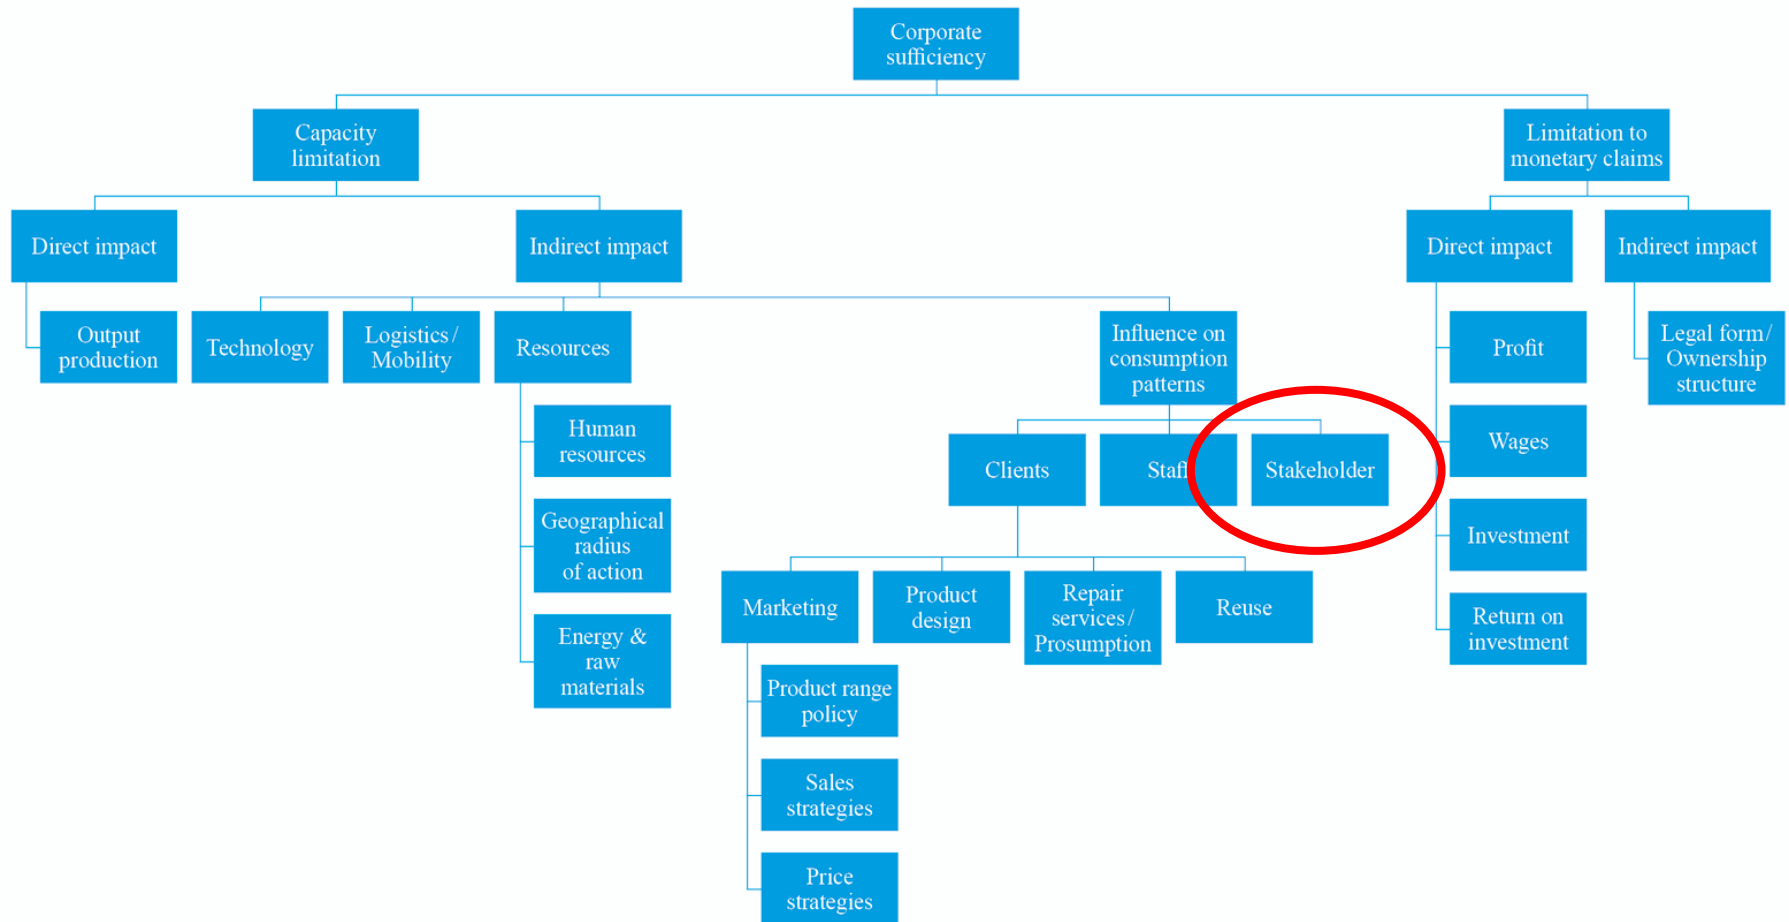 Corporate
sufficiency
Capacity
limitation
Limitation to
monetary claims
Direct impact
Indirect impact
Direct impact
Indirect impact
Output
production
Technology
Logistics /
Mobility
Resources
Influence on
consumption
patterns
Profit
Legal form /
Ownership
structure
Human
resources
Clients
Staff
Stakeholder
Wages
Geographical
radius
of action
Investment
Marketing
Product
design
Repair
services /
Prosumption
Reuse
Return on
investment
Energy &
raw
materials
Product range
policy
Sales
strategies
Price
strategies